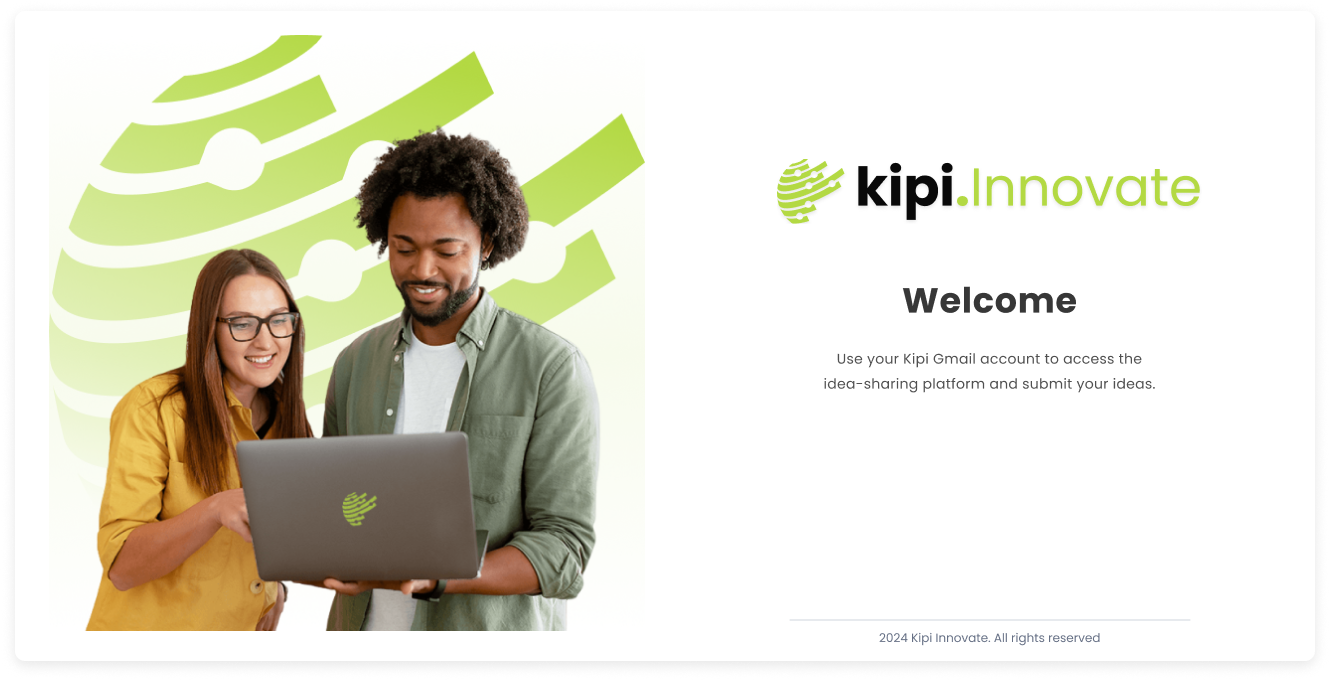 kipi.Innovate
Welcome
Use your Kipi Gmail account to access the
idea-sharing platform and submit your ideas.
2024 Kipi Innovate. All rights reserved